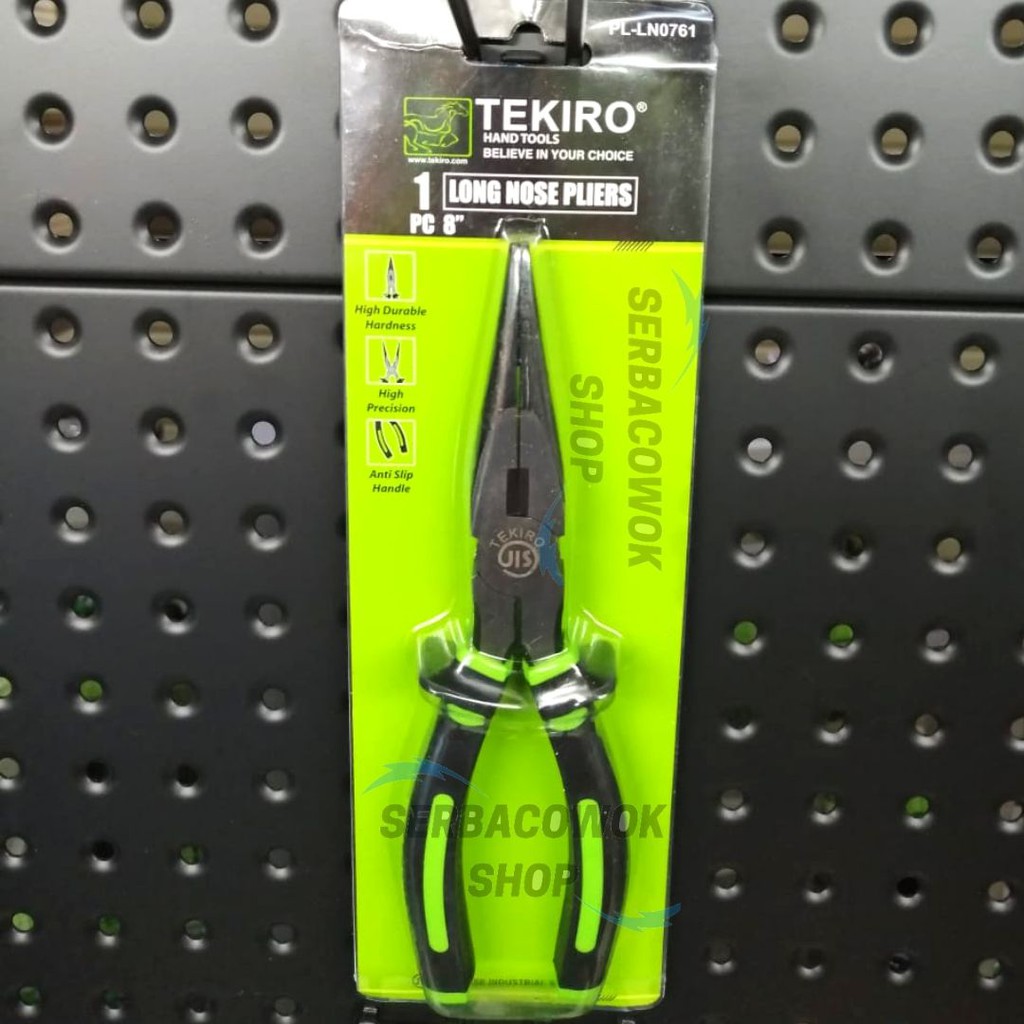 PL-LN0761
TEKIRO®
HAND TOOLS
BELIEVE IN YOUR CHOICE
www.tekiro.com
1 LONG NOSE PLIERS
PC 8"
High Durable
Hardness
High
Precision
Anti Slip
Handle
SERBACOWOK
SHOP
TEKIRO
JIS
SERBACOWOK
SHOP
INDUSTRIAL